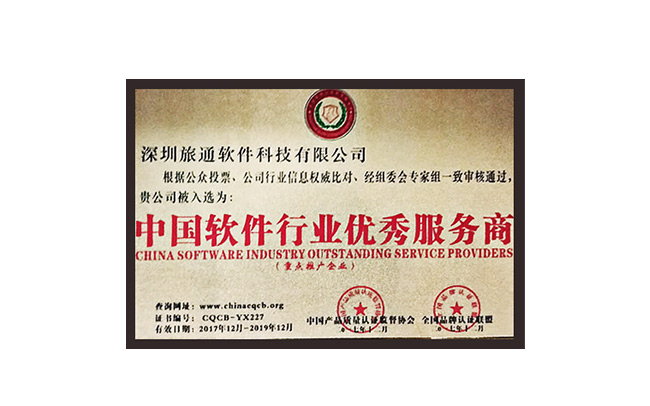 深圳旅通软件科技有限公司
根据公众投票、公司行业信息权威比对、经组委会专家组一致审核通过,
贵公司被入选为:
中国软件行业优秀服务商
CHINA SOFTWARE INDUSTRY OUTSTANDING SERVICE PROVIDERS
(重点推广企业)
查询网址: www.chinacqcb.org
证书编号: CQCB-YX227
有效日期: 2017年12月-2019年12月
中国产品质量认证监督协会 全国品牌认证联盟